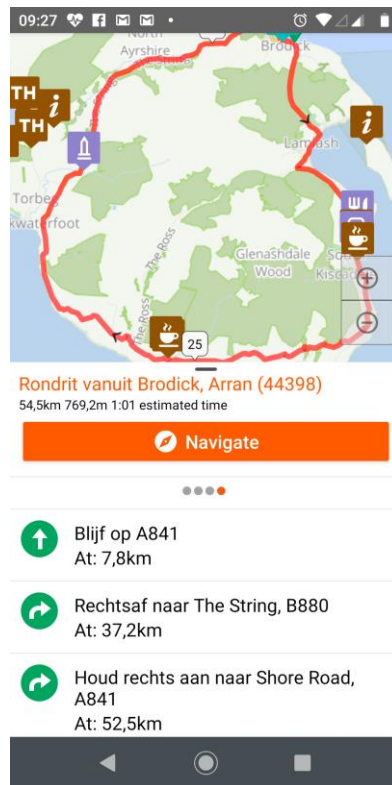 09:27
North
Ayrshire
Brodick
TH
TH
Lamlash
Torbeg
kwaterfoot
The Ross
The Ross
Glenashdale
Wood
Kisc
25
Rondrit vanuit Brodick, Arran (44398)
54,5km 769,2m 1:01 estimated time
Navigate
Blijf op A841
At: 7,8km
Rechtsaf naar The String, B880
At: 37,2km
Houd rechts aan naar Shore Road,
A841
At: 52,5km